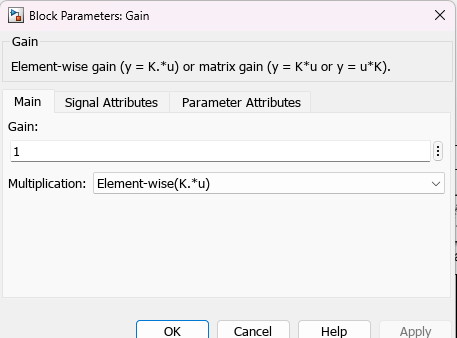 Block Parameters: Gain
Gain
Element-wise gain (y = K.*u) or matrix gain (y = K*u or y = u*K).
Main Signal Attributes Parameter Attributes
Gain:
1
Multiplication: Element-wise(K.*u)
OK Cancel Help Apply